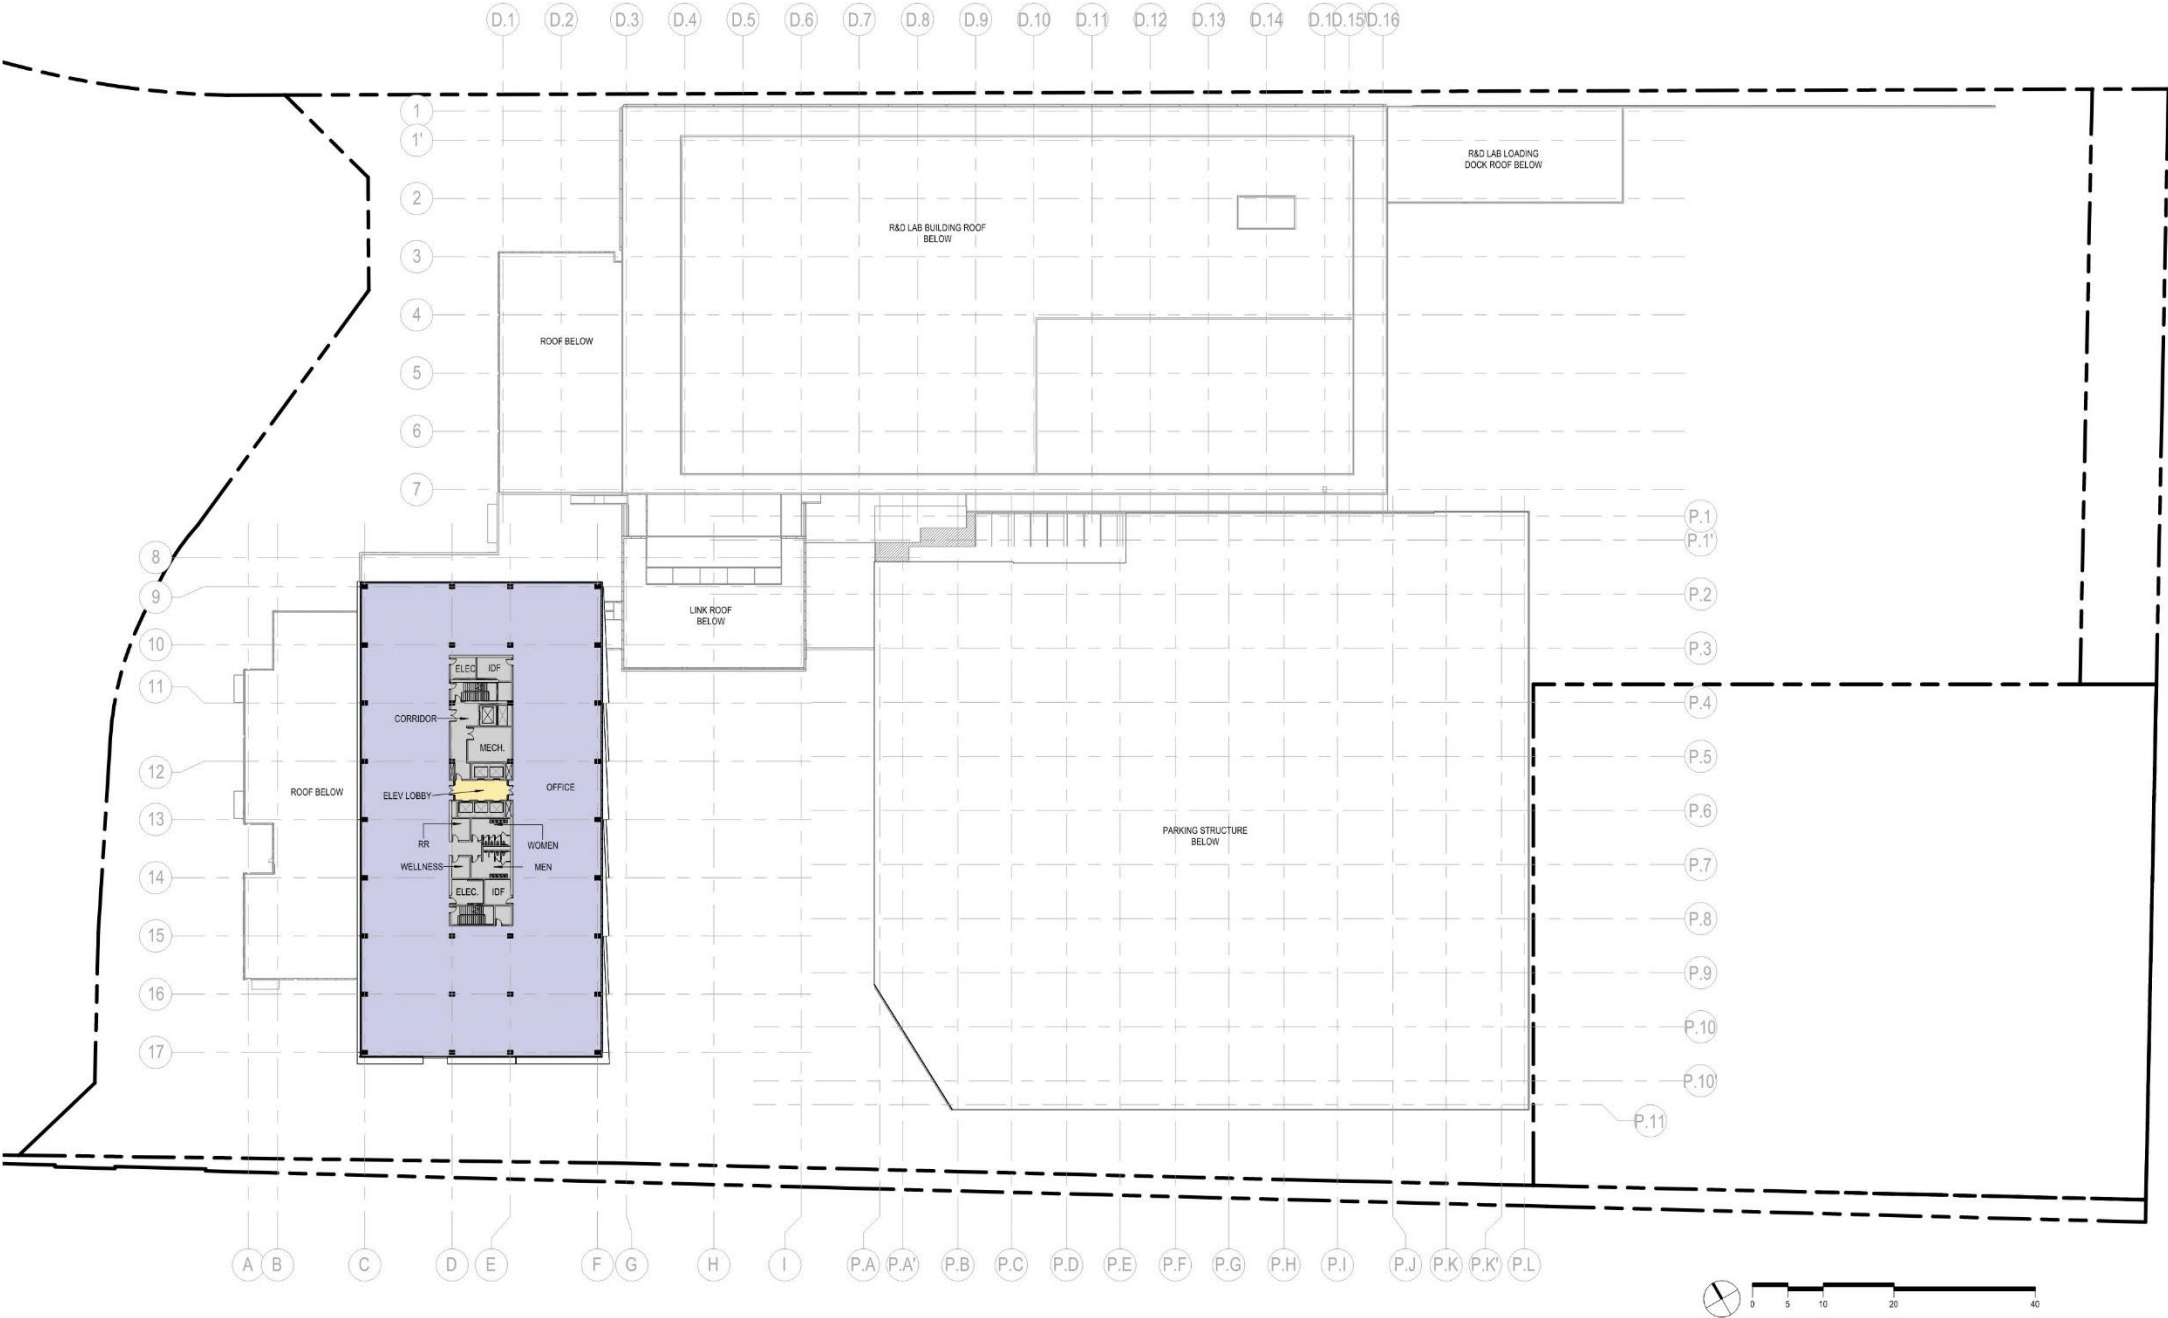 D.1 D.2 D.3 D.4 D.5 D.6 D.7 D.8 D.9 D.10 D.11 D.12 D.13 D.14 D.1 D.15' D.16
1
1'
2
3
4
5
6
7
R&D LAB LOADING
DOCK ROOF BELOW
R&D LAB BUILDING ROOF
BELOW
ROOF BELOW
8
9
10
11
12
13
14
15
16
17
LINK ROOF
BELOW
ROOF BELOW
ELEC
IDF
CORRIDOR
MECH.
ELEV LOBBY
OFFICE
RR
WOMEN
WELLNESS
MEN
ELEC.
IDF
PARKING STRUCTURE
BELOW
P.1
P.1'
P.2
P.3
P.4
P.5
P.6
P.7
P.8
P.9
P.10
P.10'
P.11
A B C D E F G H I P.A P.A' P.B P.C P.D P.E P.F P.G P.H P.I P.J P.K P.K' P.L
0 5 10 20 40